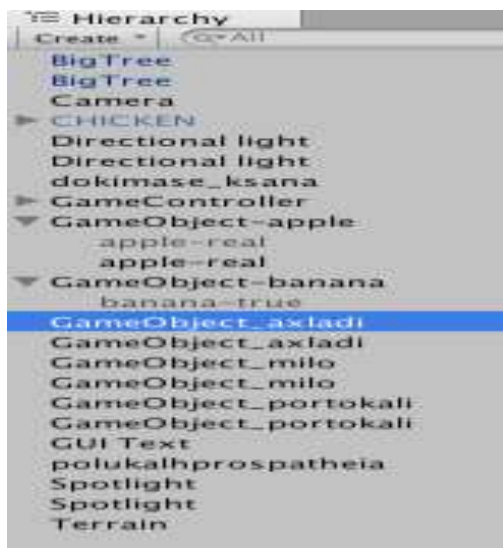 Hierarchy
Create All
BigTree
BigTree
Camera
CHICKEN
Directional light
Directional light
dokimase_ksana
GameController
GameObject-apple
apple-real
apple-real
GameObject-banana
banana-true
GameObject_axladi
GameObject_axladi
GameObject_milo
GameObject_milo
GameObject_portokali
GameObject_portokali
GUI Text
polukalhprospatheia
Spotlight
Spotlight
Terrain